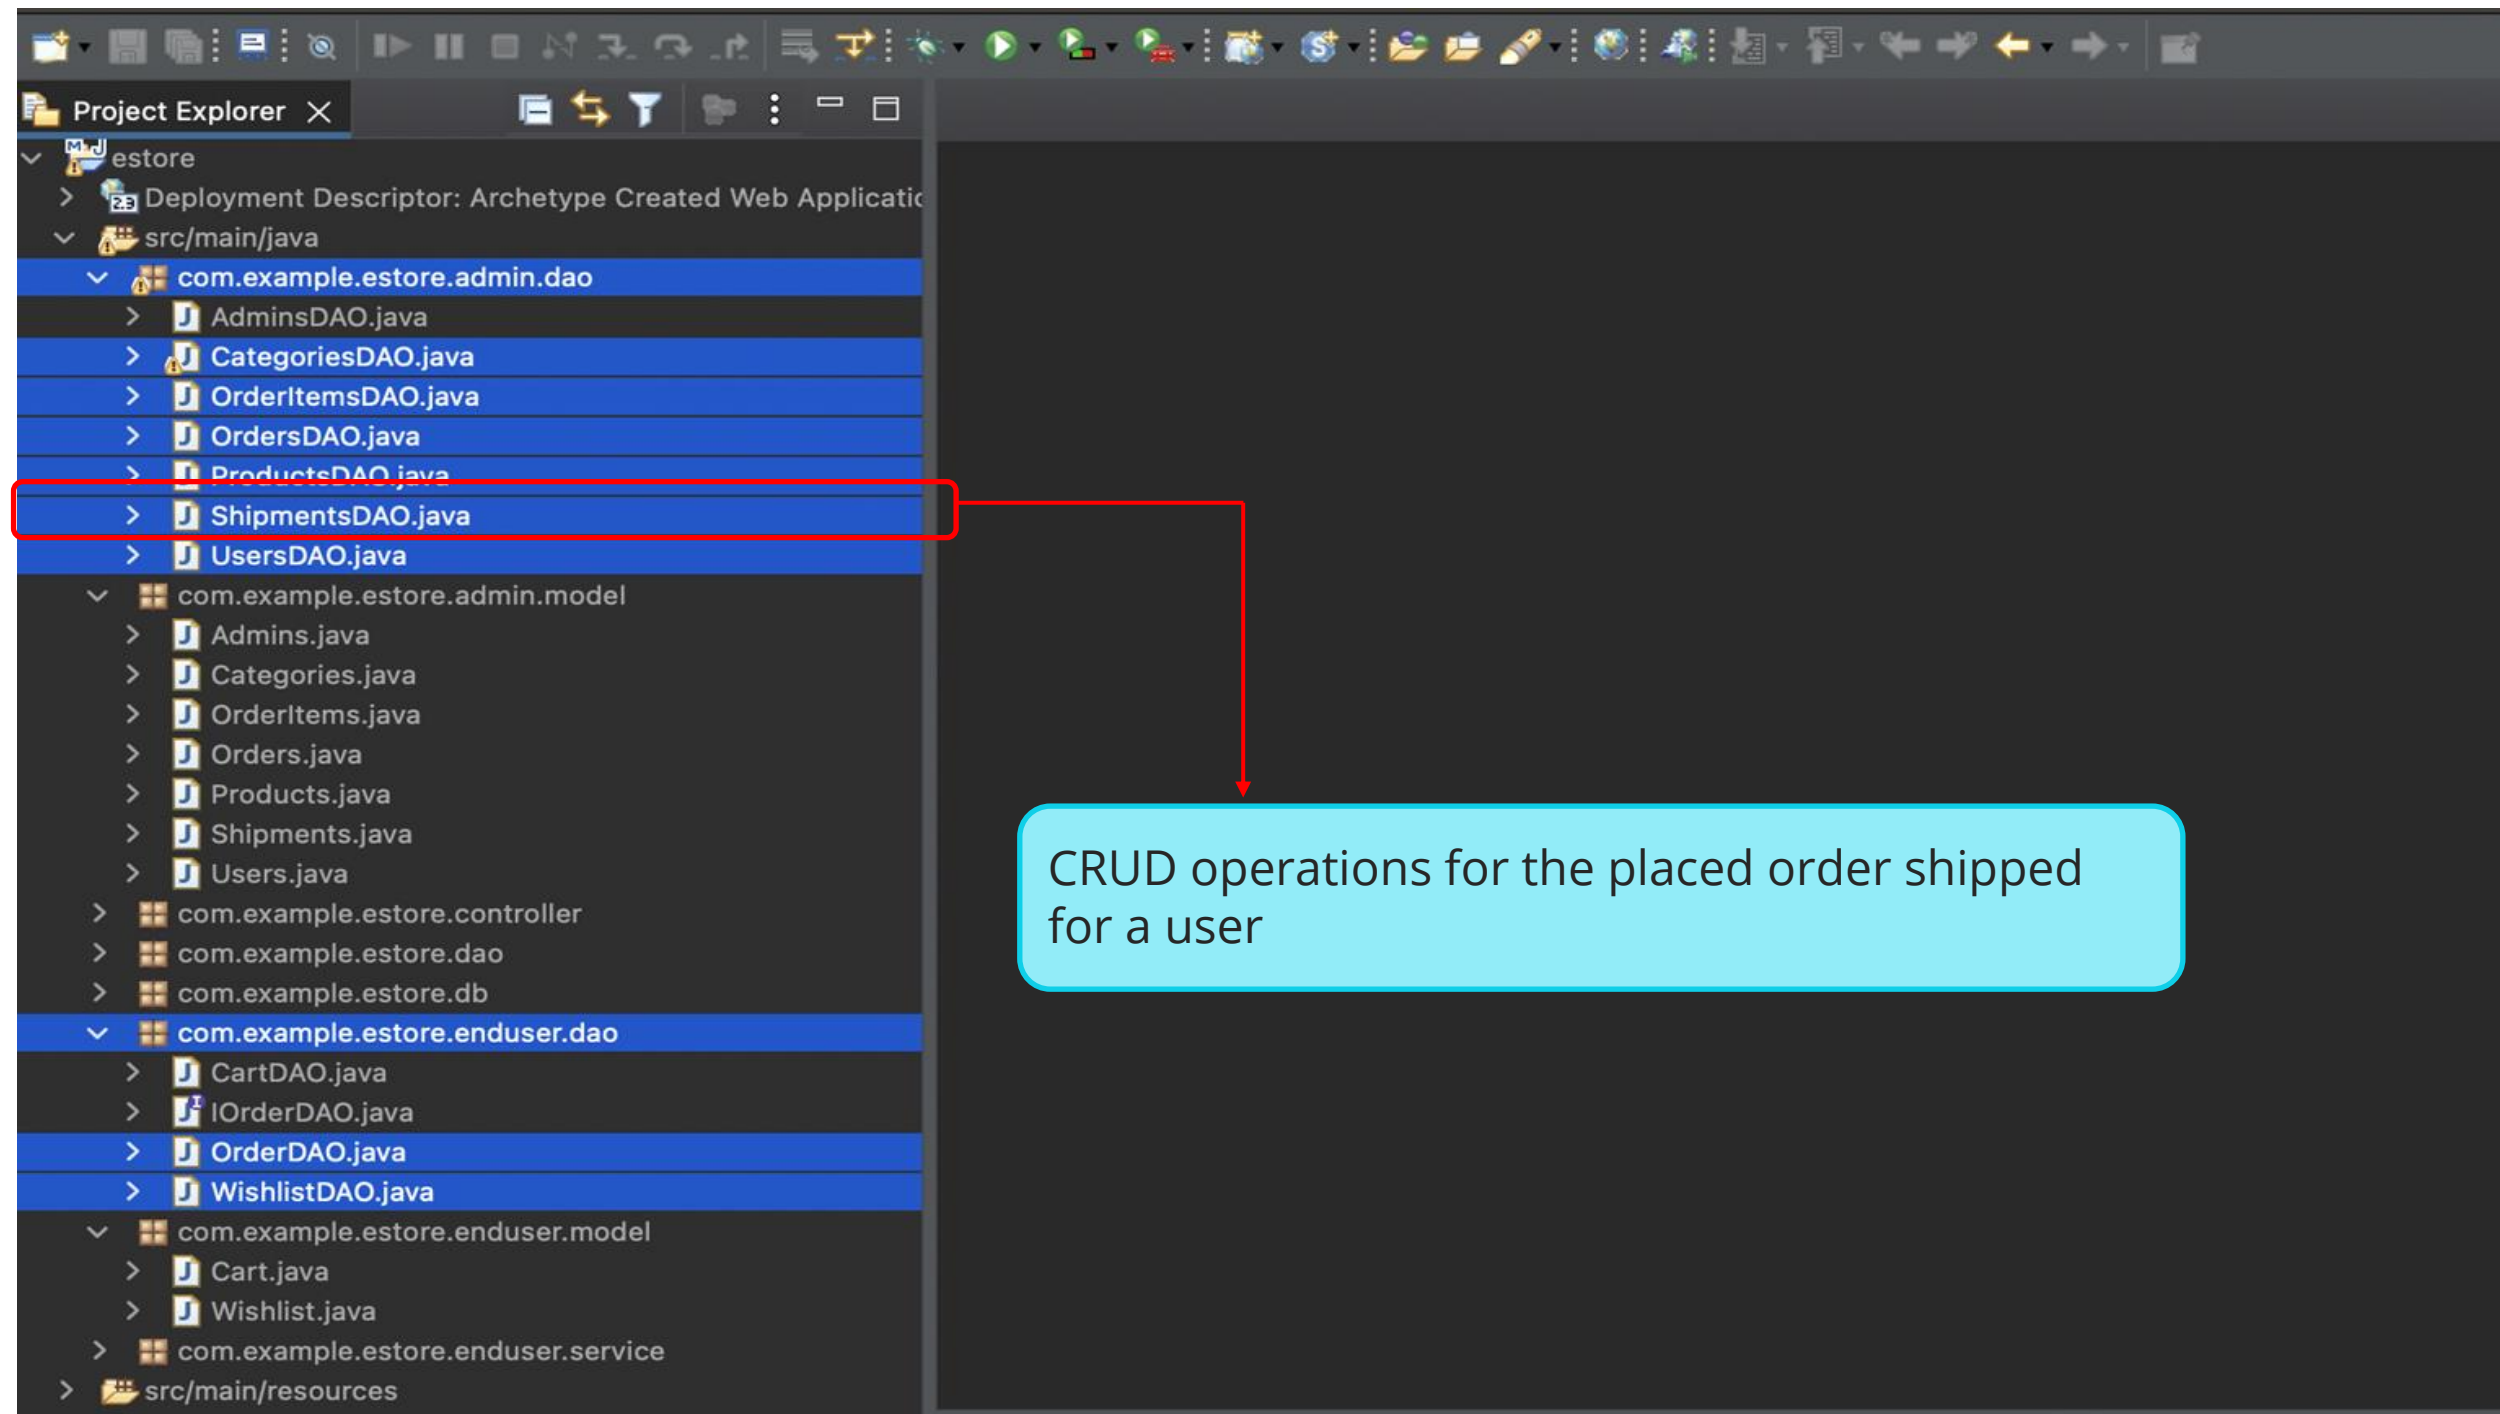 Project Explorer
estore
Deployment Descriptor: Archetype Created Web Applicatic
src/main/java
com.example.estore.admin.dao
AdminsDAO.java
CategoriesDAO.java
OrderItemsDAO.java
OrdersDAO.java
ProductsDAO.java
ShipmentsDAO.java
UsersDAO.java
com.example.estore.admin.model
Admins.java
Categories.java
OrderItems.java
Orders.java
Products.java
Shipments.java
Users.java
CRUD operations for the placed order shipped
for a user
com.example.estore.controller
com.example.estore.dao
com.example.estore.db
com.example.estore.enduser.dao
CartDAO.java
IOrderDAO.java
OrderDAO.java
WishlistDAO.java
com.example.estore.enduser.model
Cart.java
Wishlist.java
com.example.estore.enduser.service
src/main/resources